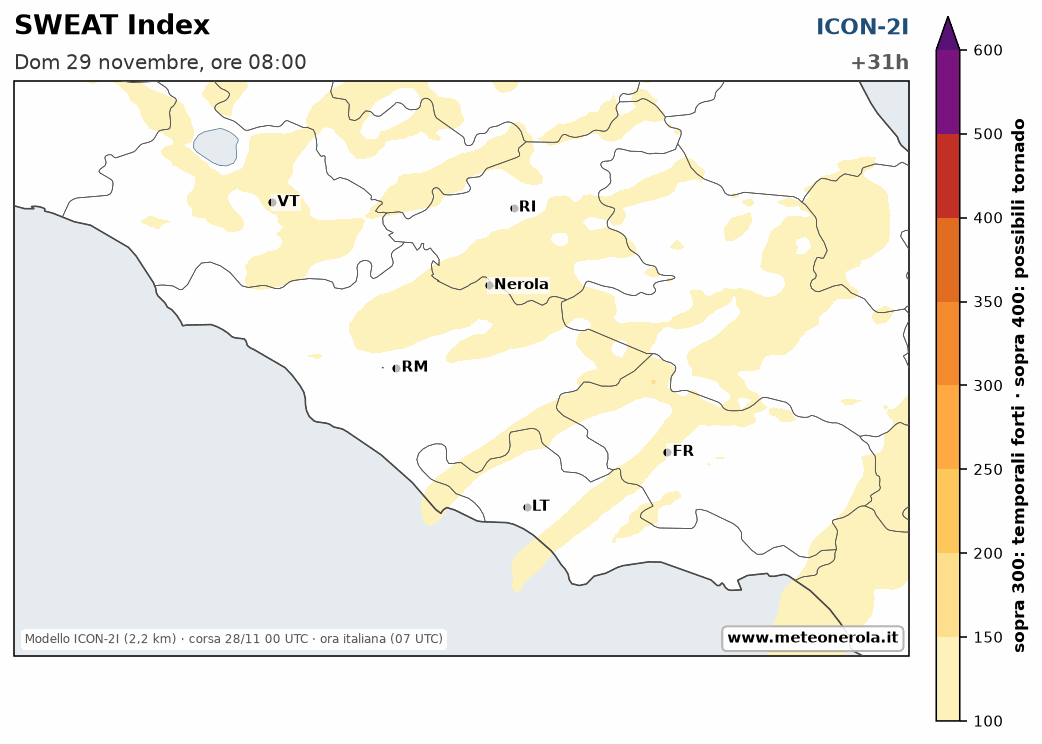 SWEAT Index
ICON-2I
Dom 29 novembre, ore 08:00
+31h
VT
RI
Nerola
RM
FR
LT
Modello ICON-2I (2,2 km) · corsa 28/11 00 UTC · ora italiana (07 UTC)
www.meteonerola.it
600
500
400
350
300
250
200
150
100
sopra 300: temporali forti · sopra 400: possibili tornado